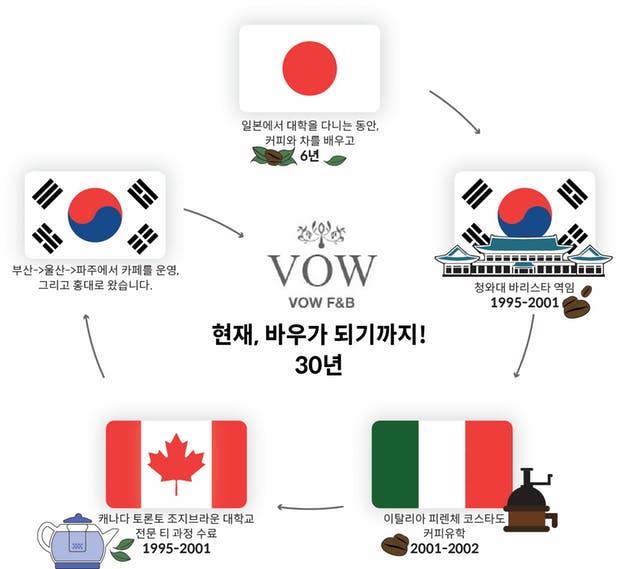 일본에서 대학을 다니는 동안,
커피와 차를 배우고
6년
청와대 바리스타 역임
1995-2001
이탈리아 피렌체 코스타도
커피유학
2001-2002
캐나다 토론토 조지브라운 대학교
전문 티 과정 수료
1995-2001
부산->울산->파주에서 카페를 운영,
그리고 홍대로 왔습니다.
VOW
VOW F&B
현재, 바우가 되기까지!
30년